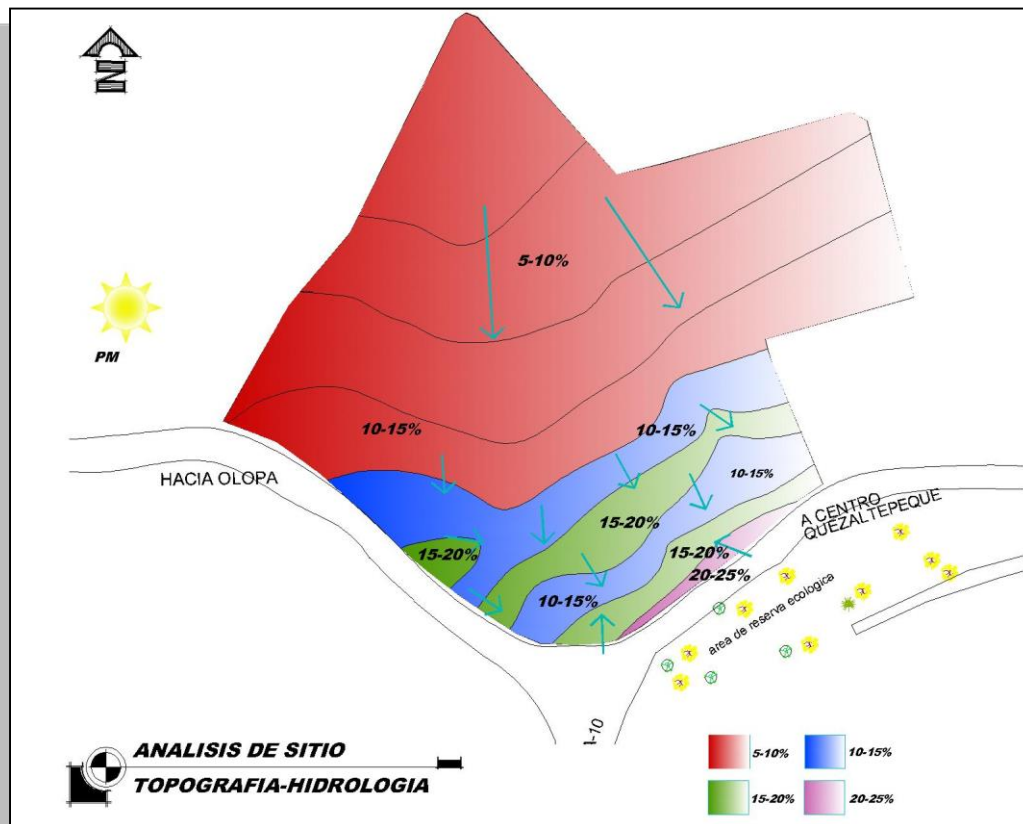 N
5-10%
PM
10-15%
10-15%
HACIA OLOPA
10-15%
A CENTRO
QUEZALTEPEQUE
15-20%
15-20%
15-20%
20-25%
10-15%
area de reserva ecologica
ANALISIS DE SITIO
TOPOGRAFIA-HIDROLOGIA
5-10%
10-15%
15-20%
20-25%